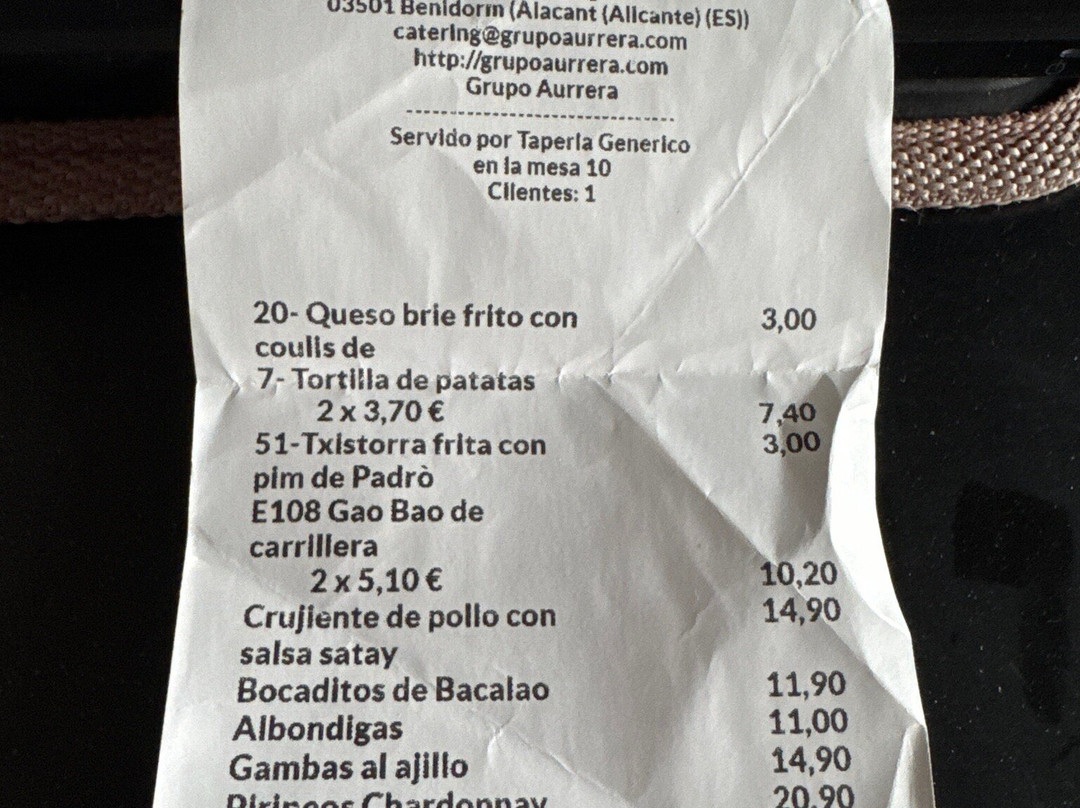 03501 Benidorm (Alacant (Alicante) (ES))
catering@grupoaurrera.com
http://grupoaurrera.com
Grupo Aurrera
Servido por Taperia Generico
en la mesa 10
Clientes: 1
20- Queso brie frito con 3,00
coulis de
7- Tortilla de patatas
2 x 3,70 € 7,40
51-Txistorra frita con 3,00
pim de Padrò
E108 Gao Bao de
carrillera
2 x 5,10 € 10,20
Crujiente de pollo con 14,90
salsa satay
Bocaditos de Bacalao 11,90
Albondigas 11,00
Gambas al ajillo 14,90
Pirineos Chardonnay 20,90